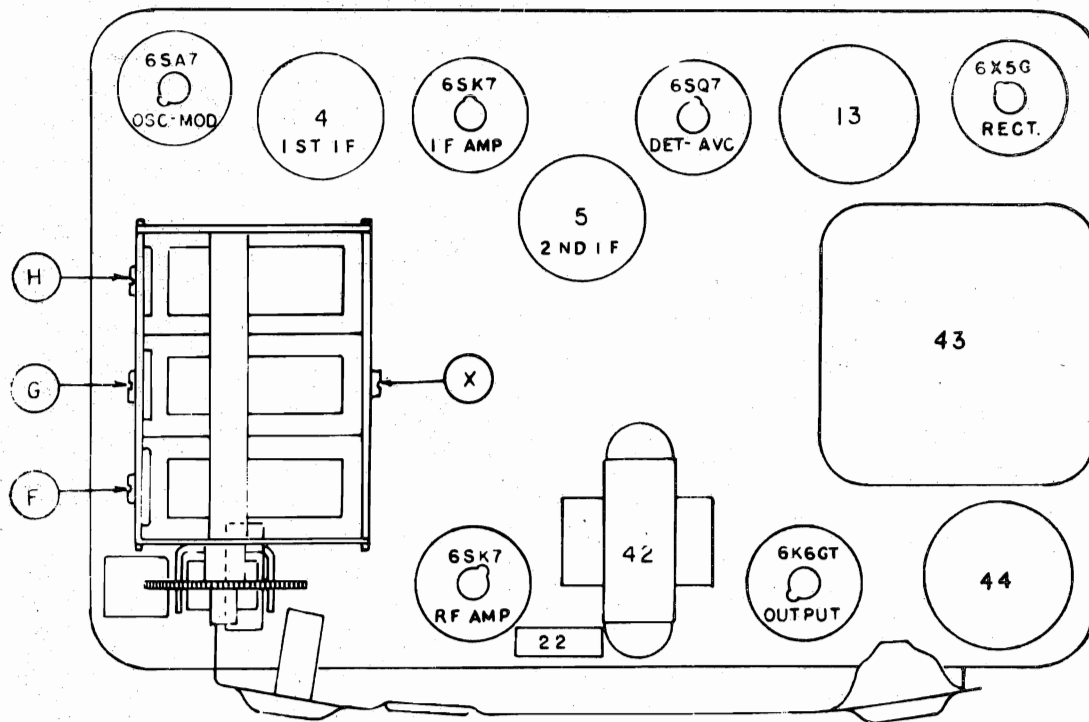 6SA7
OSC-MOD
4
1ST IF
6SK7
IF AMP
6SQ7
DET-AVC
13
6X5G
RECT.
5
2ND IF
H
G
X
F
43
6SK7
RF AMP
22
42
6K6GT
OUTPUT
44